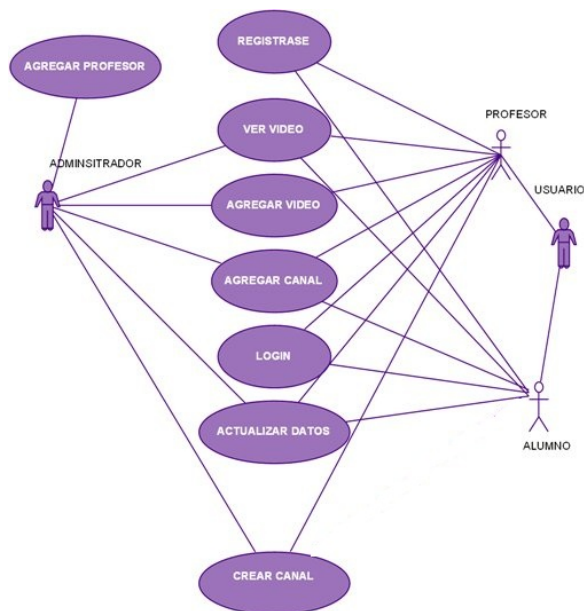 REGISTRASE
AGREGAR PROFESOR
PROFESOR
VER VIDEO
ADMINSITRADOR
USUARIO
AGREGAR VIDEO
AGREGAR CANAL
LOGIN
ACTUALIZAR DATOS
ALUMNO
CREAR CANAL